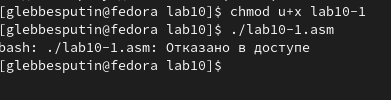 [glebbesputin@fedora lab10]$ chmod u+x lab10-1
[glebbesputin@fedora lab10]$ ./lab10-1.asm
bash: ./lab10-1.asm: Отказано в доступе
[glebbesputin@fedora lab10]$